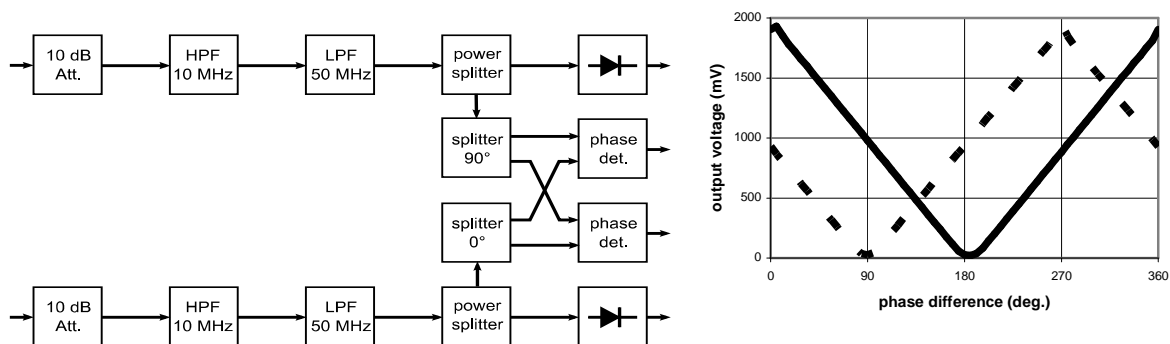 10 dB
Att.
HPF
10 MHz
LPF
50 MHz
power
splitter
splitter
90°
phase
det.
splitter
0°
phase
det.
10 dB
Att.
HPF
10 MHz
LPF
50 MHz
power
splitter
output voltage (mV)
2000
1500
1000
500
0
0
90
180
270
360
phase difference (deg.)